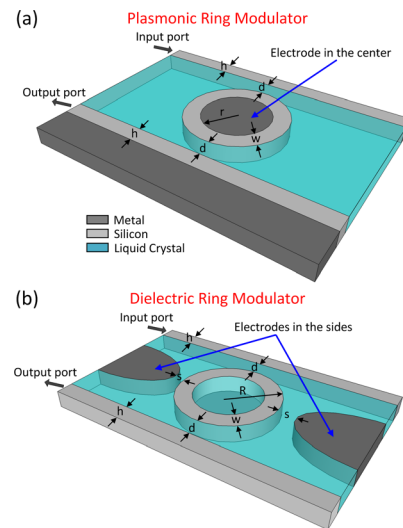 (a)
Plasmonic Ring Modulator
Input port
Electrode in the center
h
d
Output port
r
h
w
d
Metal
Silicon
Liquid Crystal
(b)
Dielectric Ring Modulator
Input port
Electrodes in the sides
h
d
Output port
s
R
h
s
w
d